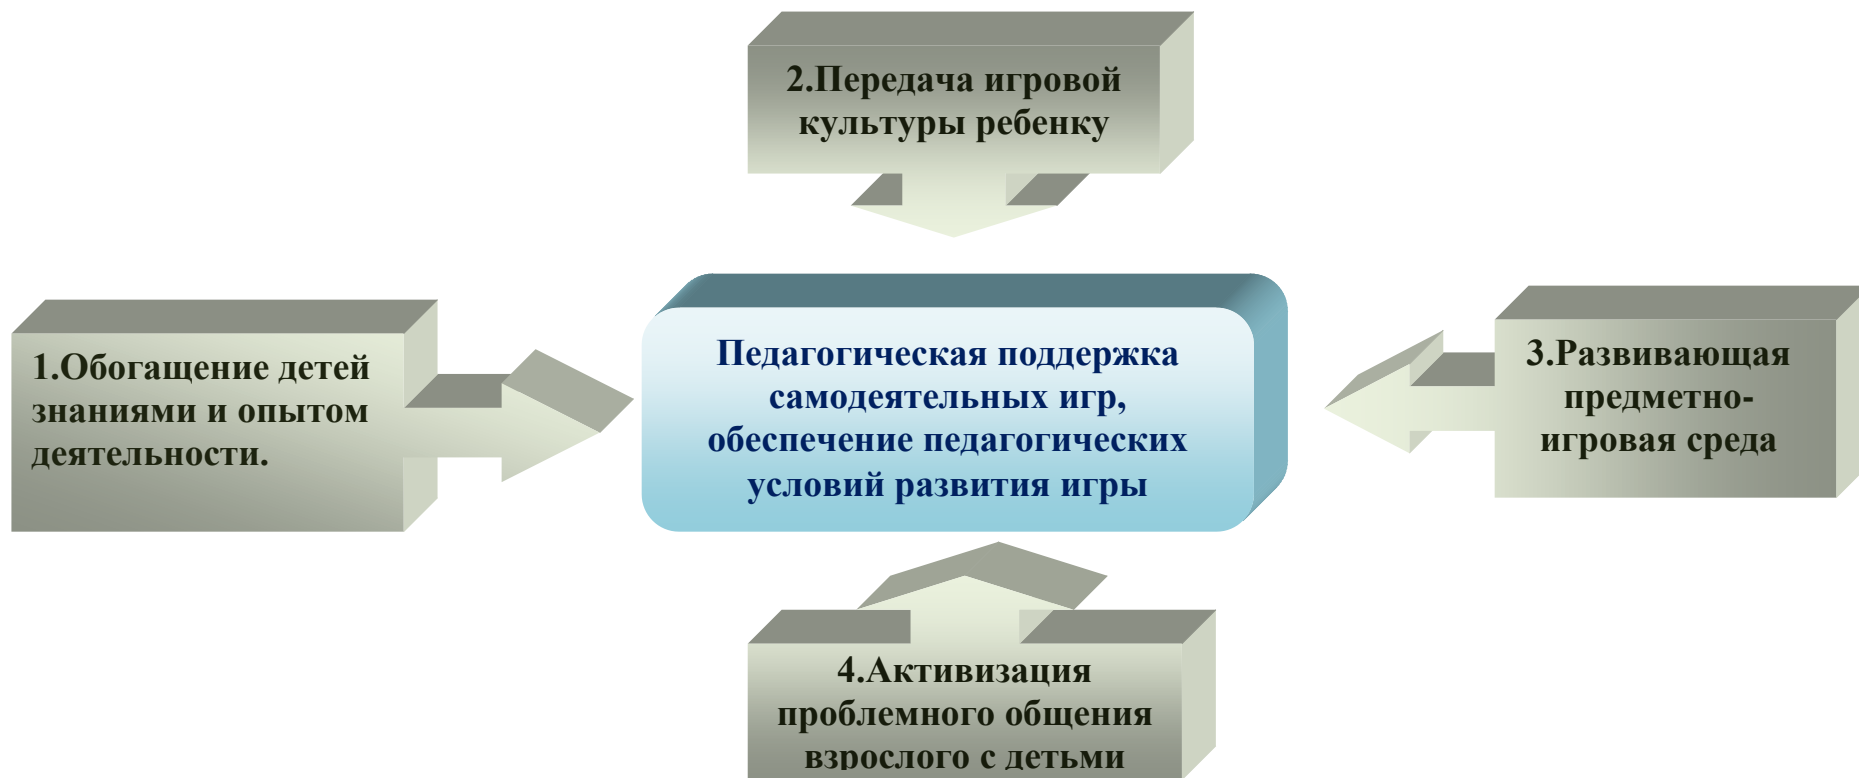 2.Передача игровой
культуры ребенку
1.Обогащение детей
знаниями и опытом
деятельности.
Педагогическая поддержка
самодеятельных игр,
обеспечение педагогических
условий развития игры
3.Развивающая
предметно-
игровая среда
4.Активизация
проблемного общения
взрослого с детьми